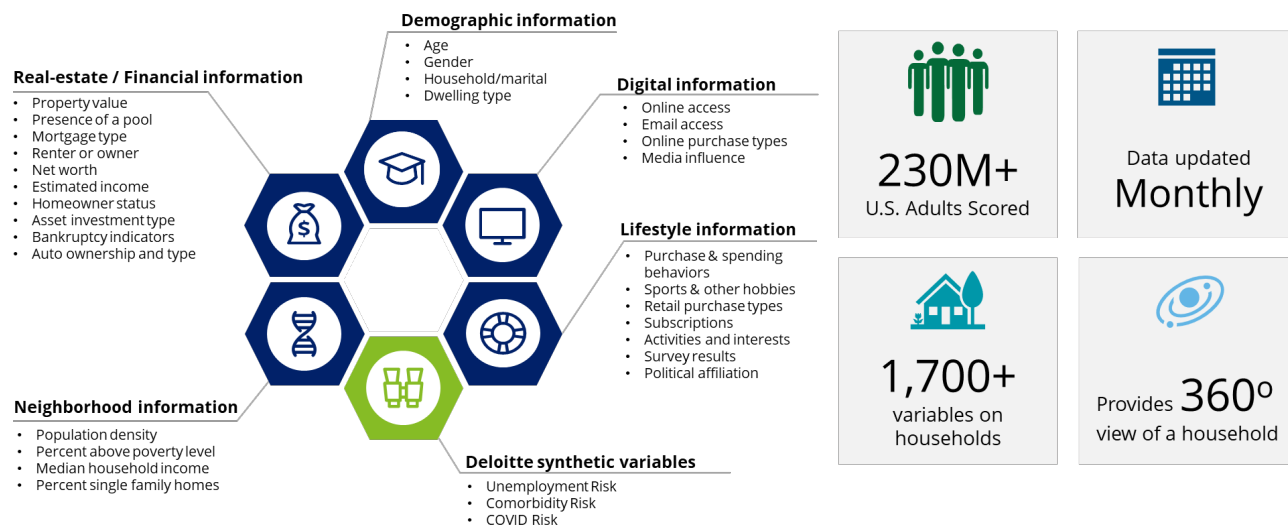 Demographic information
• Age
• Gender
• Household/marital
• Dwelling type
Real-estate / Financial information
• Property value
• Presence of a pool
• Mortgage type
• Renter or owner
• Net worth
• Estimated income
• Homeowner status
• Asset investment type
• Bankruptcy indicators
• Auto ownership and type
Digital information
• Online access
• Email access
• Online purchase types
• Media influence
Lifestyle information
• Purchase & spending
behaviors
• Sports & other hobbies
• Retail purchase types
• Subscriptions
• Activities and interests
• Survey results
• Political affiliation
Neighborhood information
• Population density
• Percent above poverty level
• Median household income
• Percent single family homes
Deloitte synthetic variables
• Unemployment Risk
• Comorbidity Risk
• COVID Risk
$
230M+
U.S. Adults Scored
Data updated
Monthly
1,700+
variables on
households
Provides 360º
view of a household